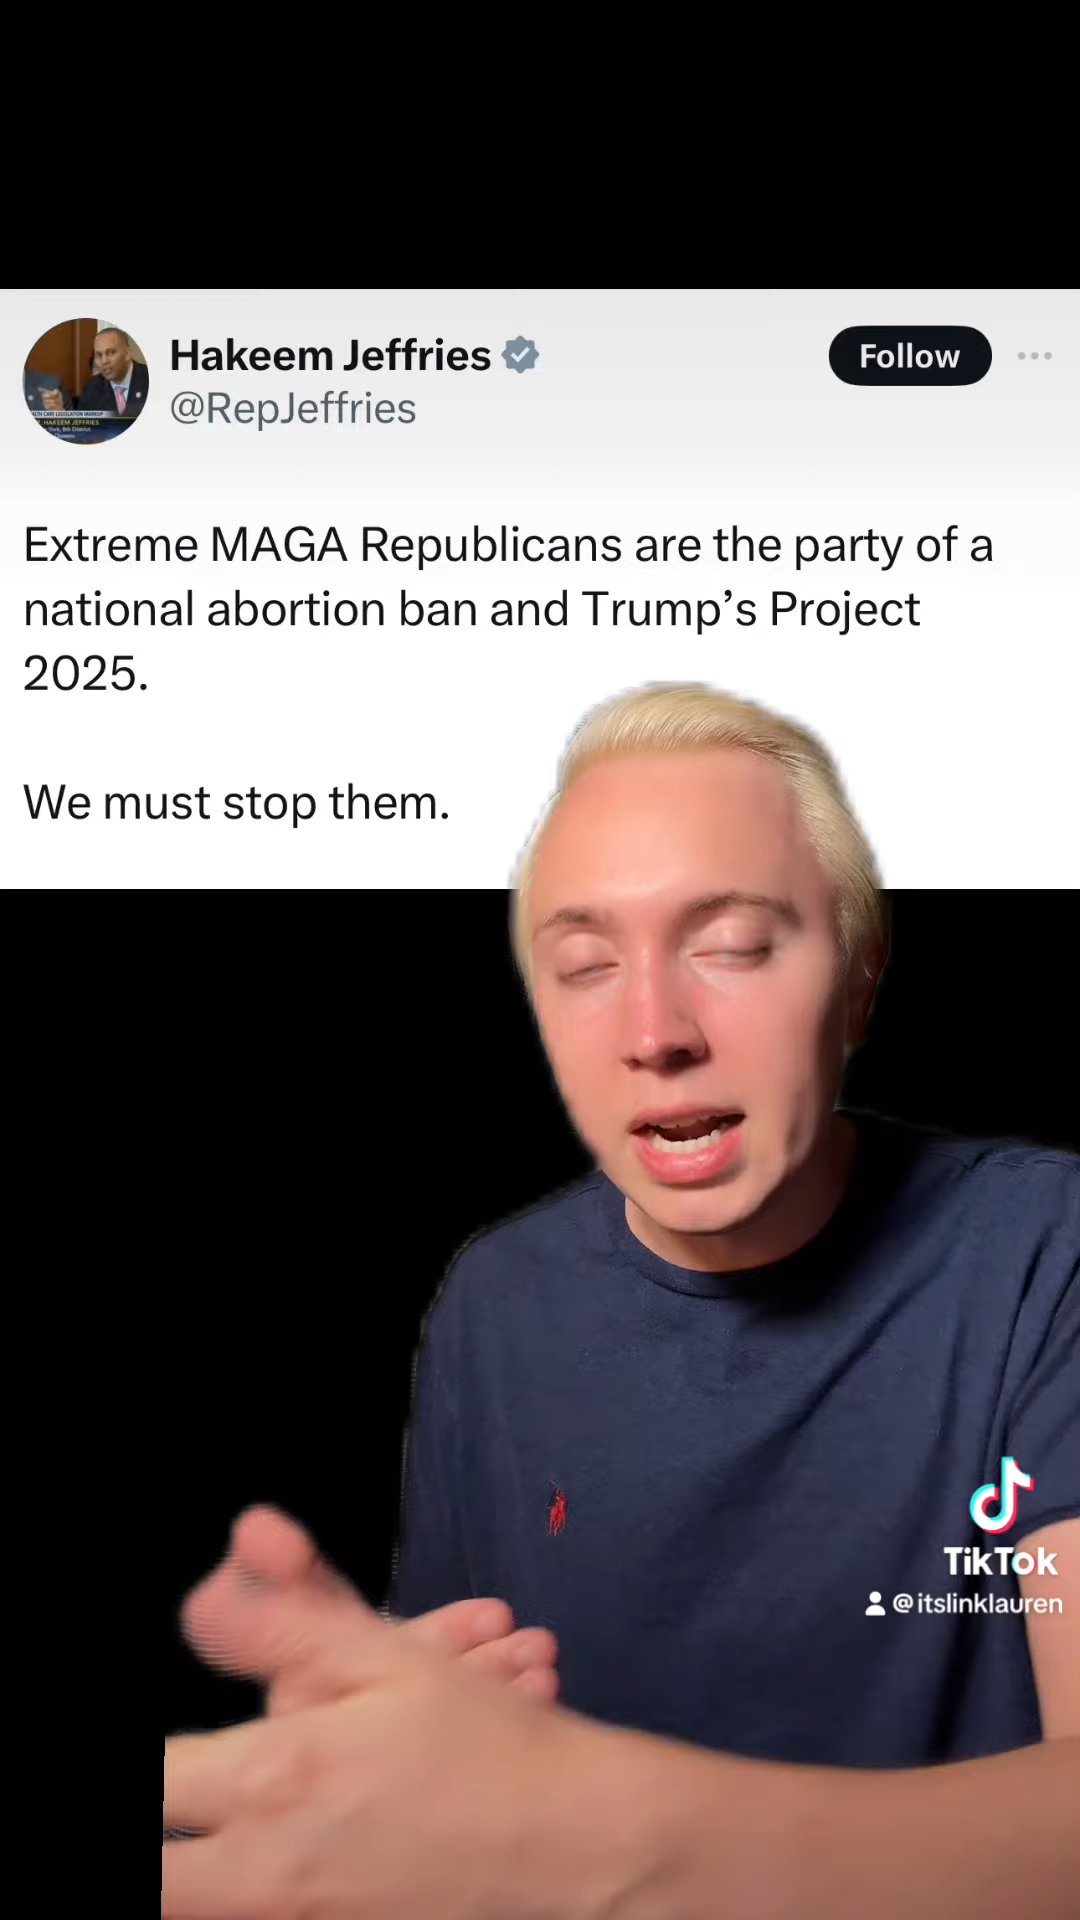 Hakeem Jeffries
Follow
@RepJeffries
Extreme MAGA Republicans are the party of a
national abortion ban and Trump’s Project
2025.
We must stop them.
TikTok
@itslinklauren